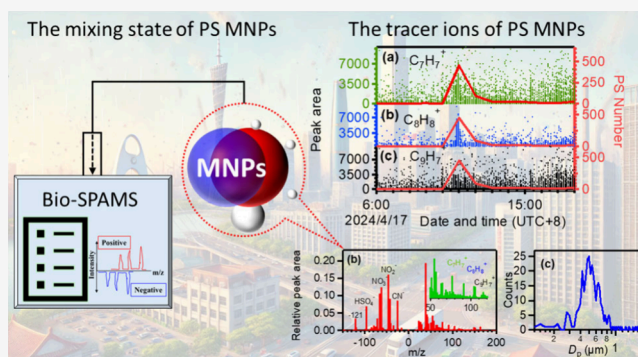 The mixing state of PS MNPs
The tracer ions of PS MNPs
MNPs
Bio-SPAMS
Intensity
Positive
Negative
m/z
Peak area
PS Number
(a) C₇H₇⁺
7000
3500
0
500
250
0
(b) C₈H₈⁺
7000
3500
0
500
0
(c) C₉H₇⁺
7000
3500
0
500
0
6:00
15:00
2024/4/17 Date and time (UTC+8)
(b)
Relative peak area
0.20
0.15
0.10
0.05
0.00
-121
HSO₄⁻
NO₃⁻
NO₂⁻
CN⁻
C₇H₇⁺
C₈H₈⁺
C₉H₇⁺
50
100
-100
0
100
200
m/z
(c)
Counts
25
20
15
10
5
0
2
4
6
8
1
Dₚ (μm)